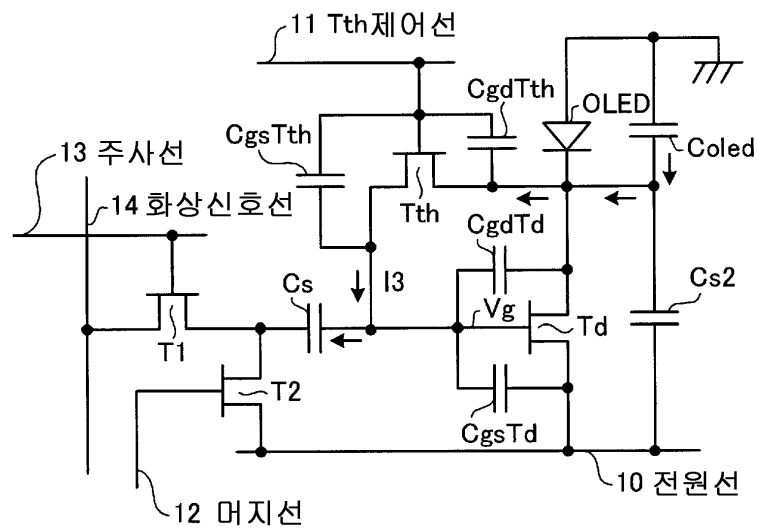 11 Tth제어선
CgdTth
OLED
CgsTth
Coled
13 주사선
Tth
14 화상신호선
CgdTd
Cs
I3
Cs2
Vg
Td
T1
T2
CgsTd
10 전원선
12 머지선